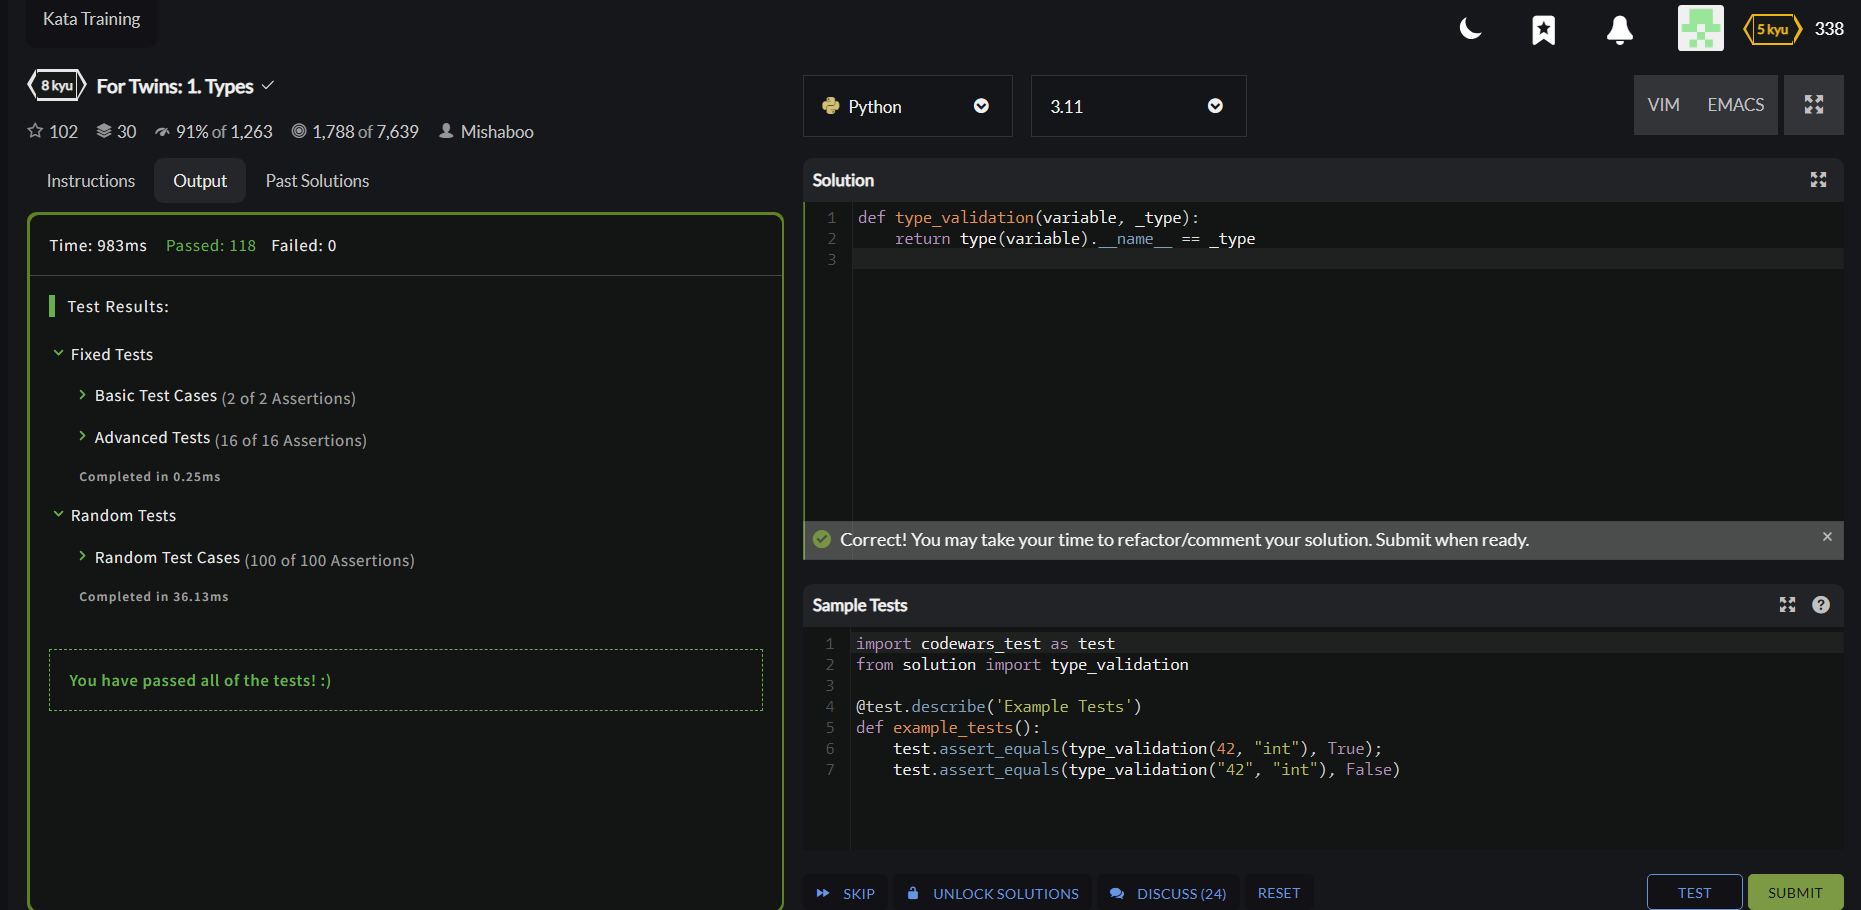 Kata Training
5 kyu
338
8 kyu
For Twins: 1. Types
102
30
91% of 1,263
1,788 of 7,639
Mishaboo
Instructions
Output
Past Solutions
Time: 983ms Passed: 118 Failed: 0
Test Results:
Fixed Tests
Basic Test Cases (2 of 2 Assertions)
Advanced Tests (16 of 16 Assertions)
Completed in 0.25ms
Random Tests
Random Test Cases (100 of 100 Assertions)
Completed in 36.13ms
You have passed all of the tests! :)
Python
3.11
VIM
EMACS
Solution
1 def type_validation(variable, _type):
2     return type(variable).__name__ == _type
3
Correct! You may take your time to refactor/comment your solution. Submit when ready.
×
Sample Tests
?
1 import codewars_test as test
2 from solution import type_validation
3
4 @test.describe('Example Tests')
5 def example_tests():
6     test.assert_equals(type_validation(42, "int"), True);
7     test.assert_equals(type_validation("42", "int"), False)
SKIP
UNLOCK SOLUTIONS
DISCUSS (24)
RESET
TEST
SUBMIT